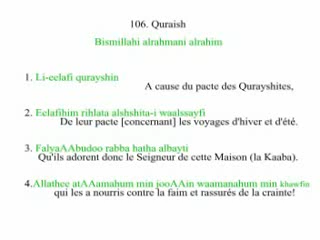 106. Quraish
Bismillahi alrahmani alrahim
1. Li-eelafi qurayshin
A cause du pacte des Qurayshites,
2. Eelafihim rihlata alshshita-i waalssayfi
De leur pacte [concernant] les voyages d'hiver et d'été.
3. FalyaAAbudoo rabba hatha albayti
Qu'ils adorent donc le Seigneur de cette Maison (la Kaaba).
4.Allathee atAAamahum min jooAAin waamanahum min khawfin
qui les a nourris contre la faim et rassurés de la crainte!